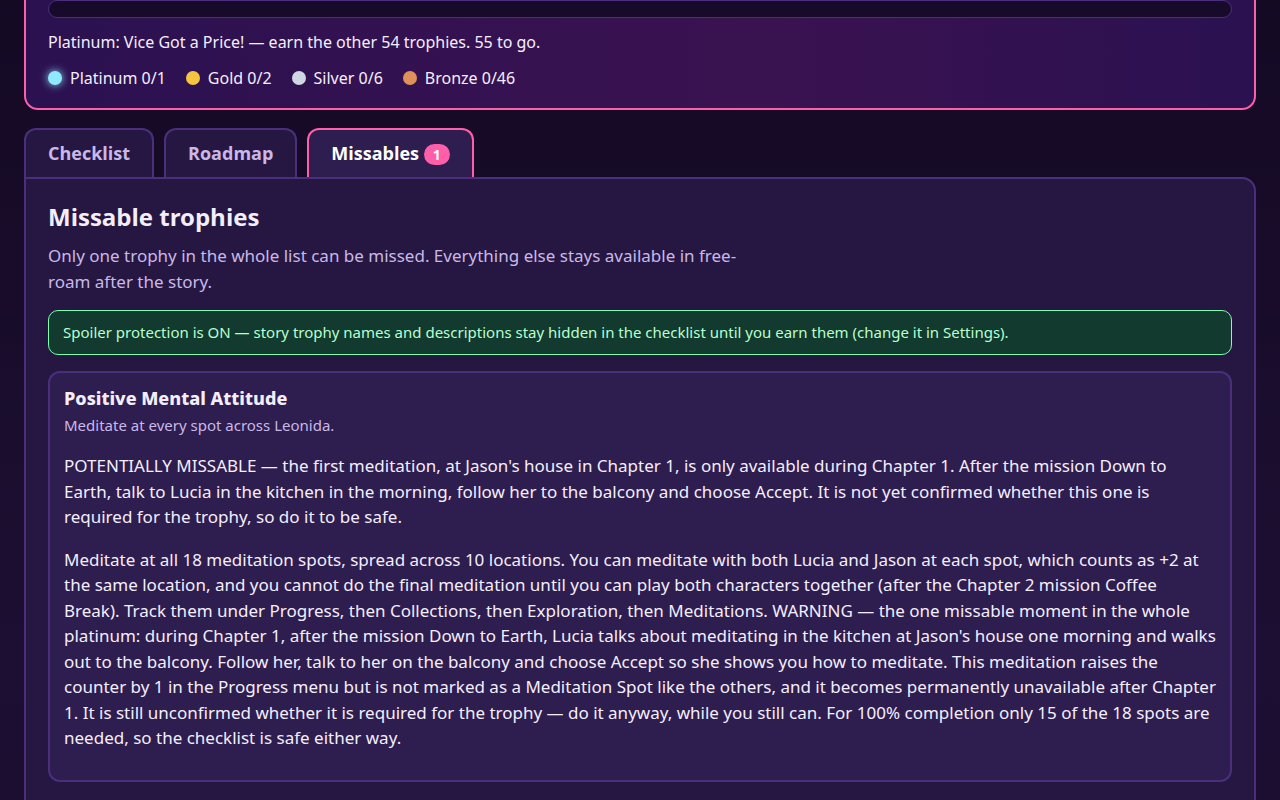 Platinum: Vice Got a Price! — earn the other 54 trophies. 55 to go.
Platinum 0/1 Gold 0/2 Silver 0/6 Bronze 0/46
Checklist Roadmap Missables 1
Missable trophies
Only one trophy in the whole list can be missed. Everything else stays available in free-
roam after the story.
Spoiler protection is ON — story trophy names and descriptions stay hidden in the checklist until you earn them (change it in Settings).
Positive Mental Attitude
Meditate at every spot across Leonida.
POTENTIALLY MISSABLE — the first meditation, at Jason's house in Chapter 1, is only available during Chapter 1. After the mission Down to
Earth, talk to Lucia in the kitchen in the morning, follow her to the balcony and choose Accept. It is not yet confirmed whether this one is
required for the trophy, so do it to be safe.
Meditate at all 18 meditation spots, spread across 10 locations. You can meditate with both Lucia and Jason at each spot, which counts as +2 at
the same location, and you cannot do the final meditation until you can play both characters together (after the Chapter 2 mission Coffee
Break). Track them under Progress, then Collections, then Exploration, then Meditations. WARNING — the one missable moment in the whole
platinum: during Chapter 1, after the mission Down to Earth, Lucia talks about meditating in the kitchen at Jason's house one morning and walks
out to the balcony. Follow her, talk to her on the balcony and choose Accept so she shows you how to meditate. This meditation raises the
counter by 1 in the Progress menu but is not marked as a Meditation Spot like the others, and it becomes permanently unavailable after Chapter
1. It is still unconfirmed whether it is required for the trophy — do it anyway, while you still can. For 100% completion only 15 of the 18 spots are
needed, so the checklist is safe either way.